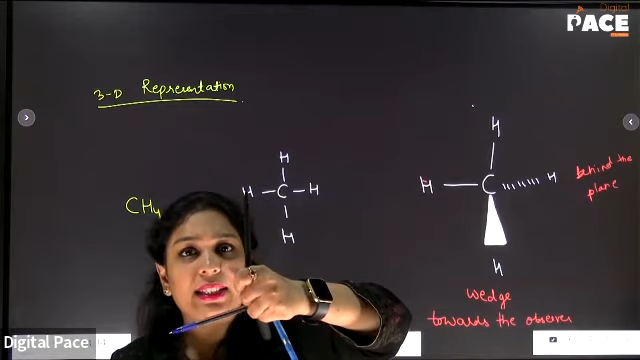 Digital
PACE
3-D Representation
CH4
H
H - C - H
H
H
H C H
H
behind the
plane
wedge
towards the observer
Digital Pace